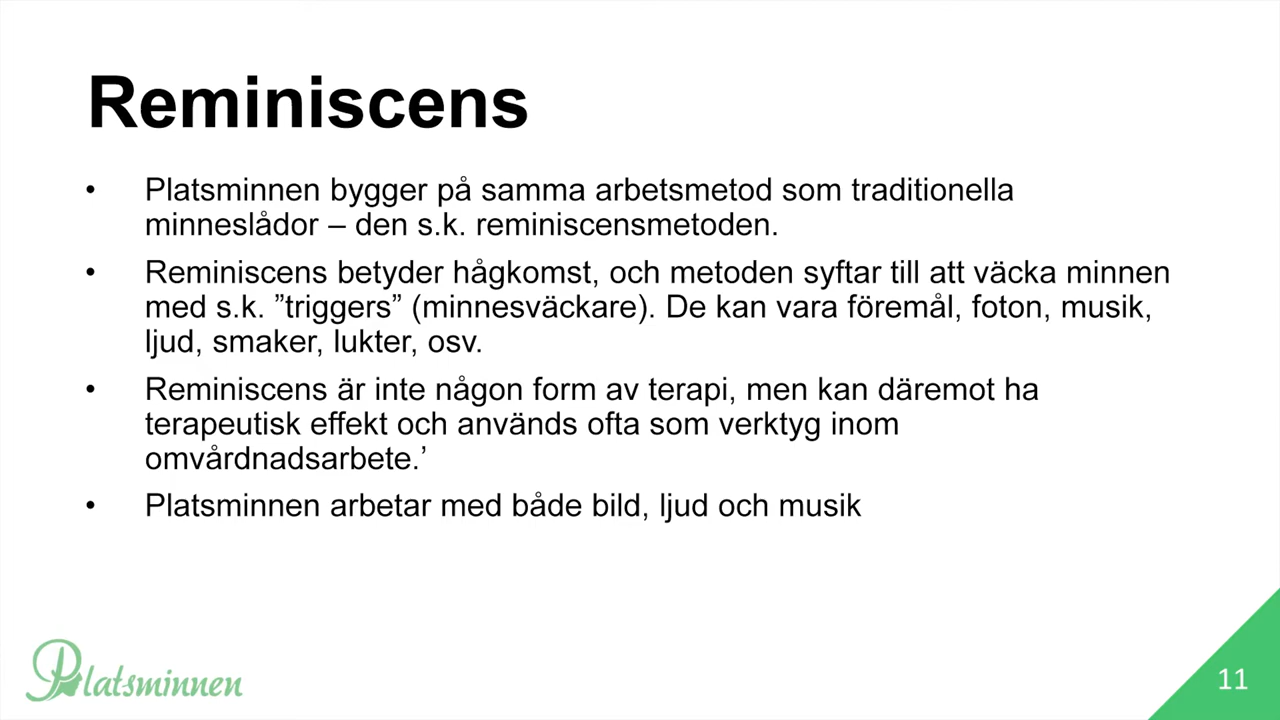 Reminiscens
• Platsminnen bygger på samma arbetsmetod som traditionella
minneslådor – den s.k. reminiscensmetoden.
• Reminiscens betyder hågkomst, och metoden syftar till att väcka minnen
med s.k. ”triggers” (minnesväckare). De kan vara föremål, foton, musik,
ljud, smaker, lukter, osv.
• Reminiscens är inte någon form av terapi, men kan däremot ha
terapeutisk effekt och används ofta som verktyg inom
omvårdnadsarbete.’
• Platsminnen arbetar med både bild, ljud och musik
Platsminnen
11